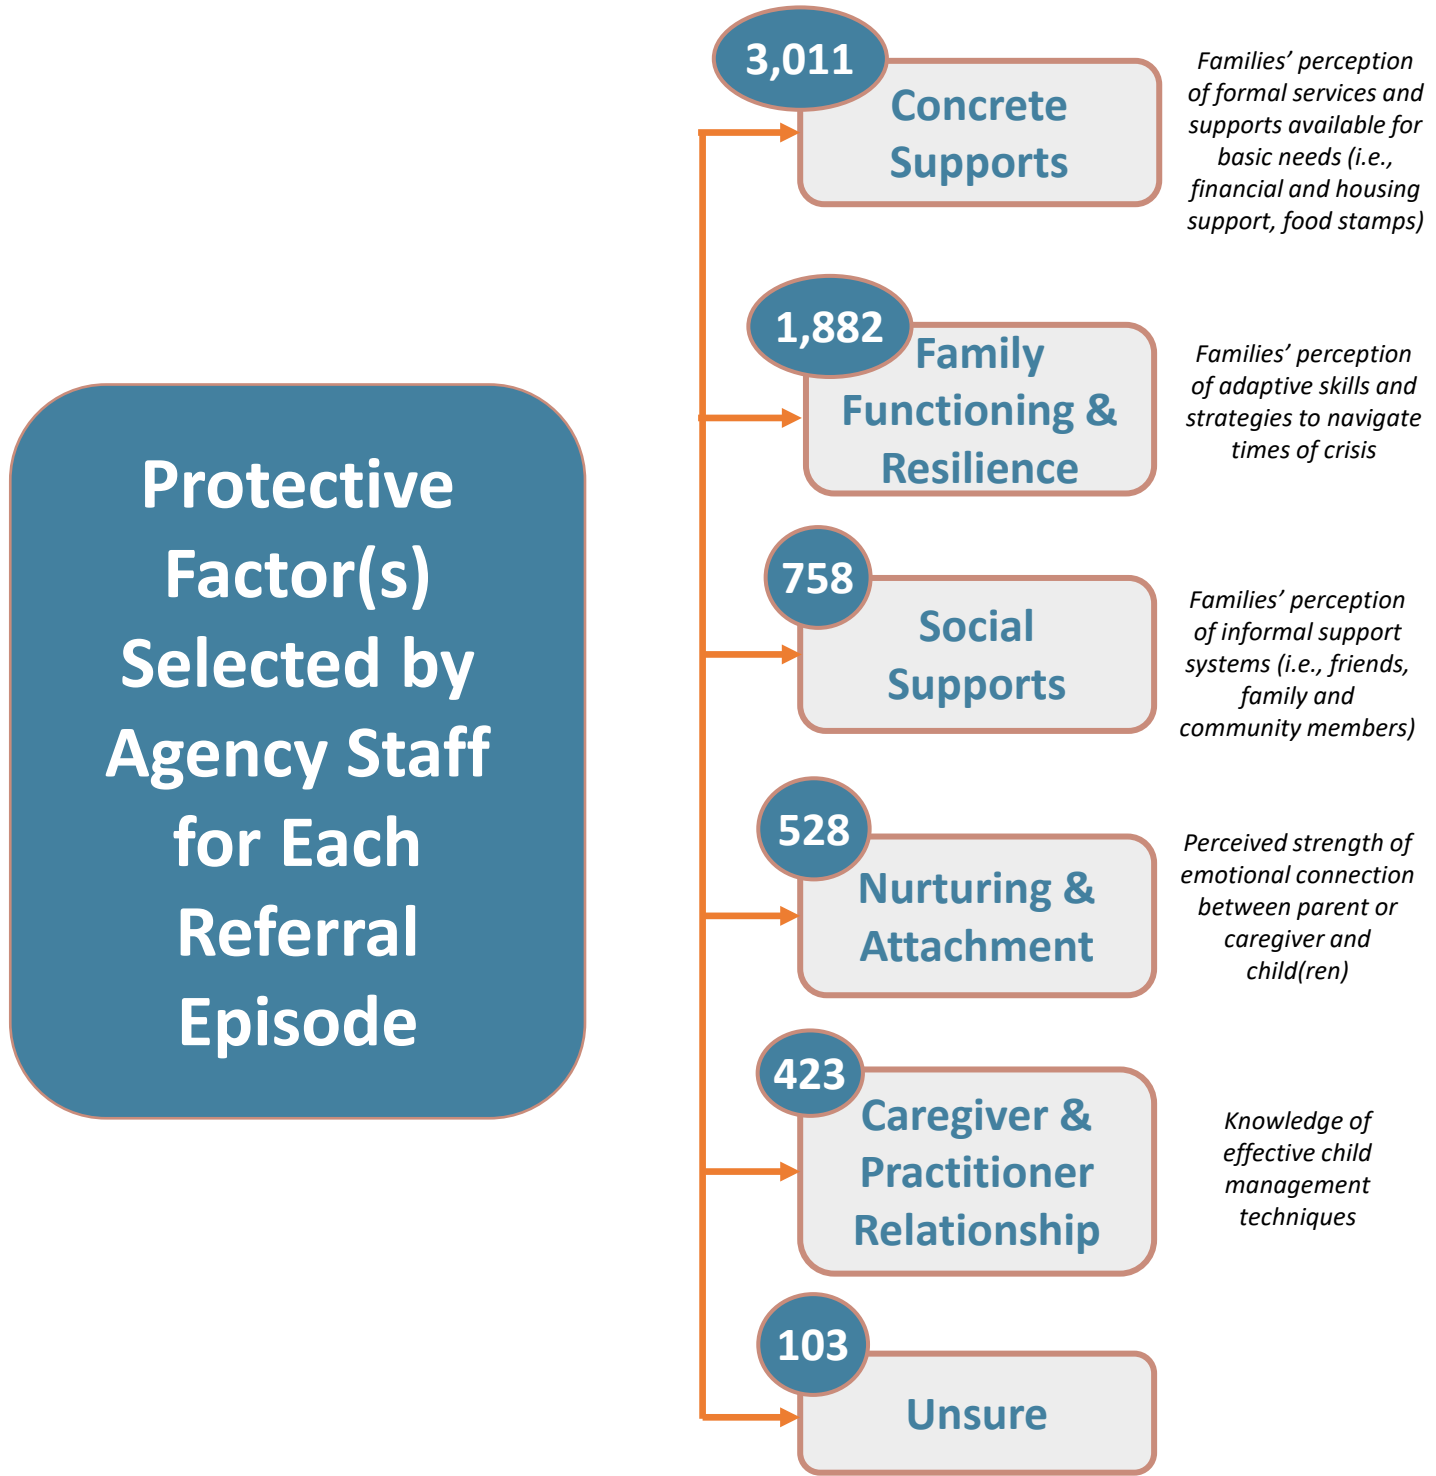 Protective
Factor(s)
Selected by
Agency Staff
for Each
Referral
Episode
3,011
Concrete
Supports
Families’ perception
of formal services and
supports available for
basic needs (i.e.,
financial and housing
support, food stamps)
1,882
Family
Functioning &
Resilience
Families’ perception
of adaptive skills and
strategies to navigate
times of crisis
758
Social
Supports
Families’ perception
of informal support
systems (i.e., friends,
family and
community members)
528
Nurturing &
Attachment
Perceived strength of
emotional connection
between parent or
caregiver and
child(ren)
423
Caregiver &
Practitioner
Relationship
Knowledge of
effective child
management
techniques
103
Unsure